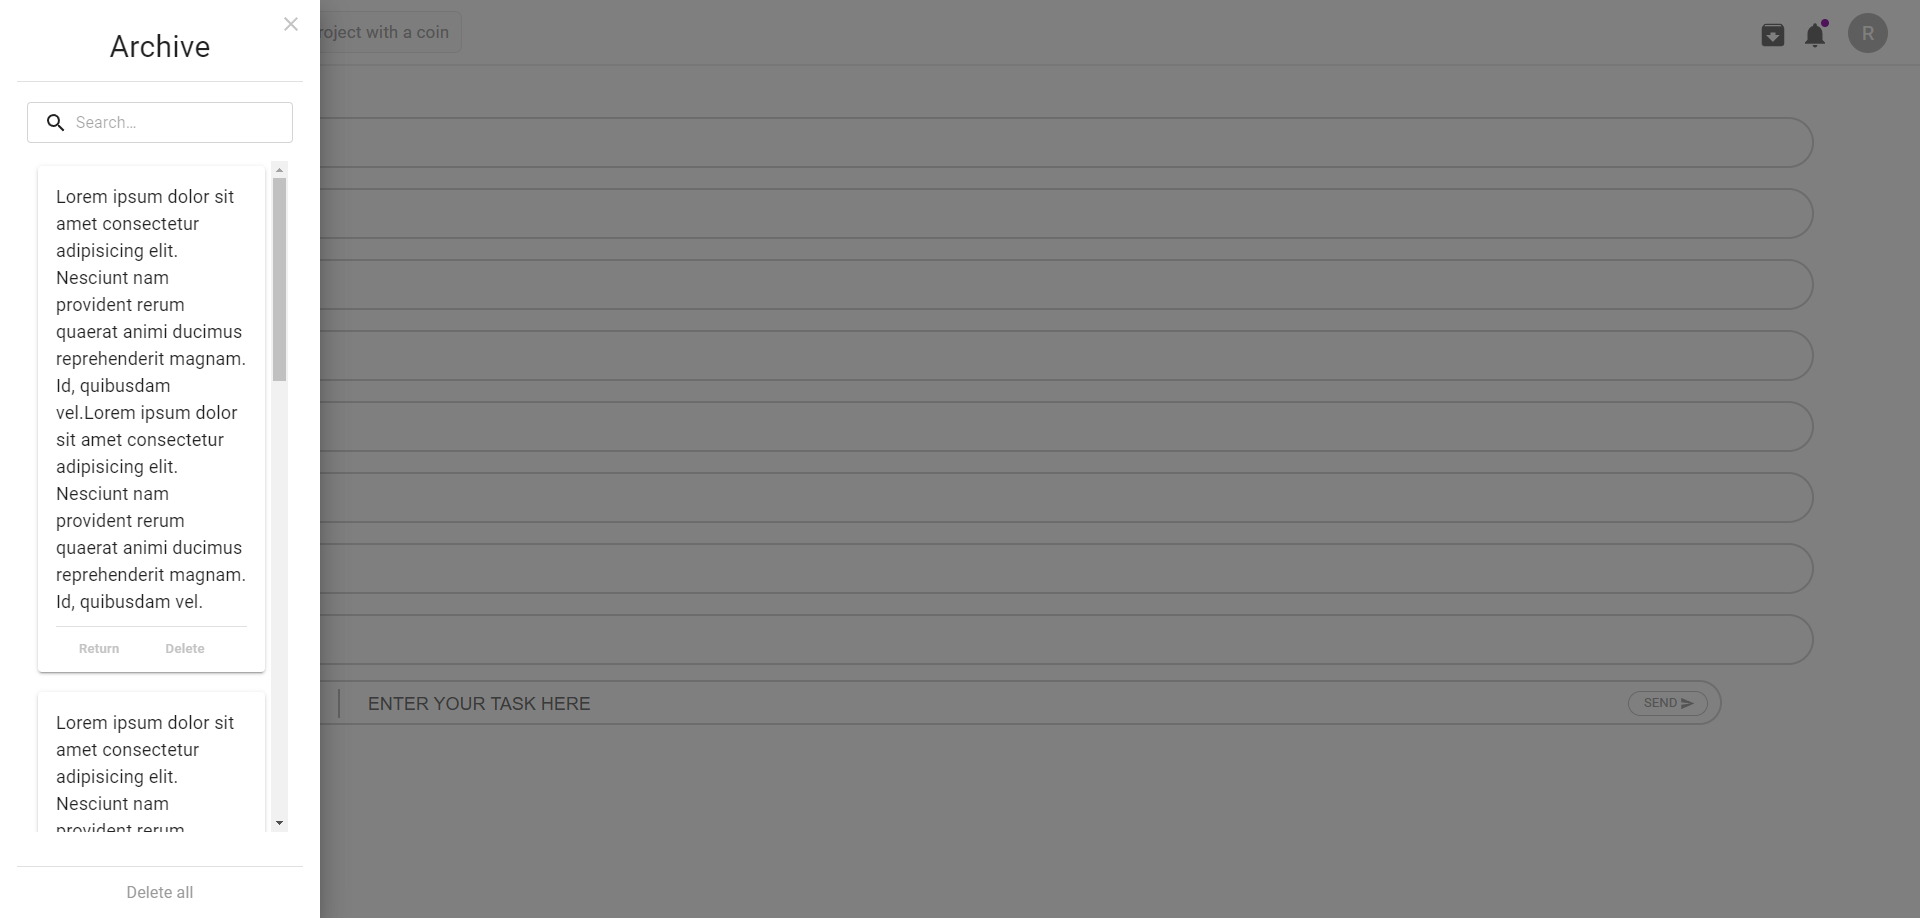 Archive
Search...
Lorem ipsum dolor sit
amet consectetur
adipisicing elit.
Nesciunt nam
provident rerum
quaerat animi ducimus
reprehenderit magnam.
Id, quibusdam
vel.Lorem ipsum dolor
sit amet consectetur
adipisicing elit.
Nesciunt nam
provident rerum
quaerat animi ducimus
reprehenderit magnam.
Id, quibusdam vel.
Return Delete
Lorem ipsum dolor sit
amet consectetur
adipisicing elit.
Nesciunt nam
provident rerum
Delete all
roject with a coin
R
ENTER YOUR TASK HERE
SEND